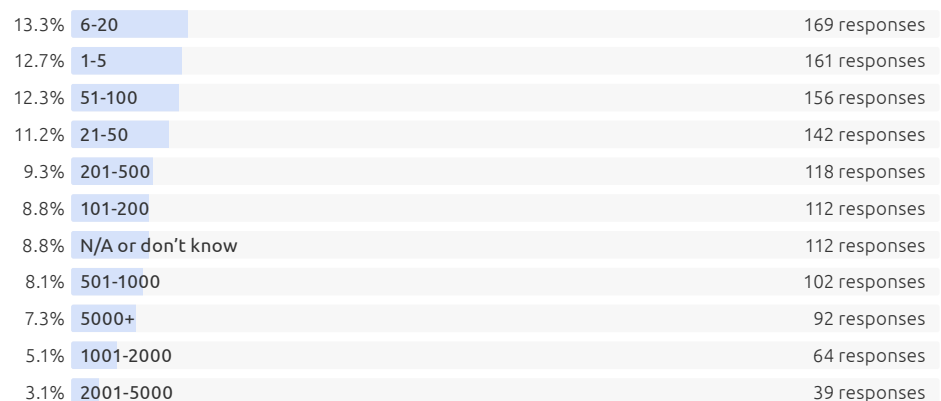 13.3% 6-20 169 responses
12.7% 1-5 161 responses
12.3% 51-100 156 responses
11.2% 21-50 142 responses
9.3% 201-500 118 responses
8.8% 101-200 112 responses
8.8% N/A or don’t know 112 responses
8.1% 501-1000 102 responses
7.3% 5000+ 92 responses
5.1% 1001-2000 64 responses
3.1% 2001-5000 39 responses